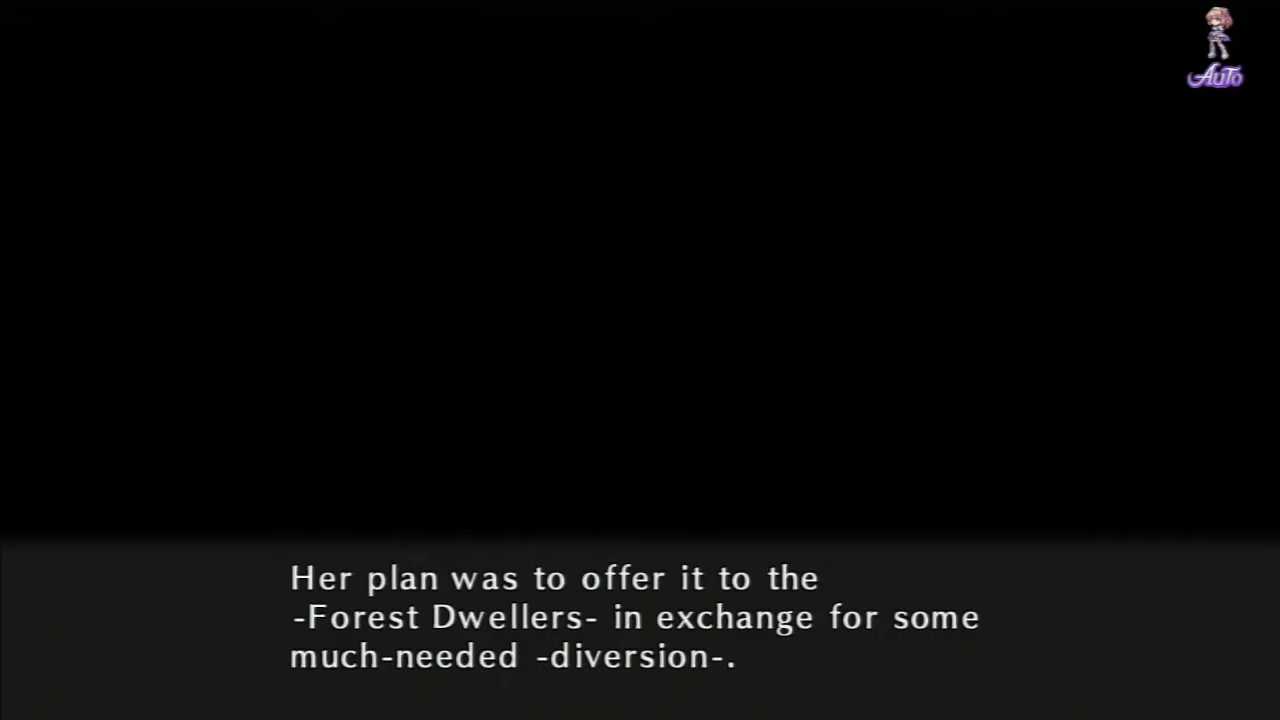 AuTo
Her plan was to offer it to the
-Forest Dwellers- in exchange for some
much-needed -diversion-.